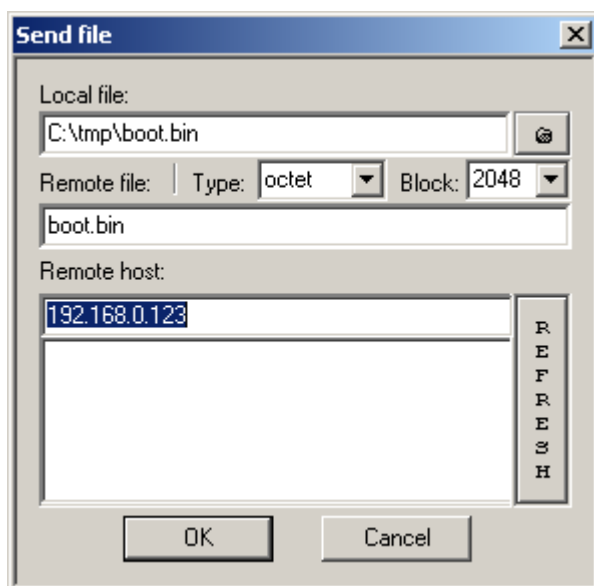 Send file
Local file:
C:\tmp\boot.bin
Remote file: Type: octet Block: 2048
boot.bin
Remote host:
192.168.0.123
REFRESH
OK Cancel